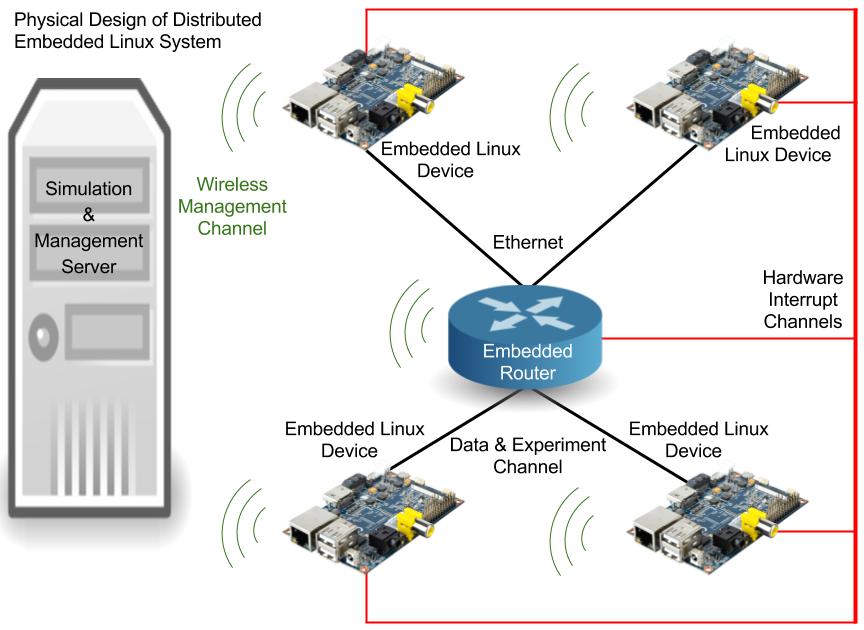 Physical Design of Distributed
Embedded Linux System
Simulation
&
Management
Server
Wireless
Management
Channel
Embedded Linux
Device
Embedded
Linux Device
Ethernet
Hardware
Interrupt
Channels
Embedded
Router
Embedded Linux
Device
Data & Experiment
Channel
Embedded Linux
Device